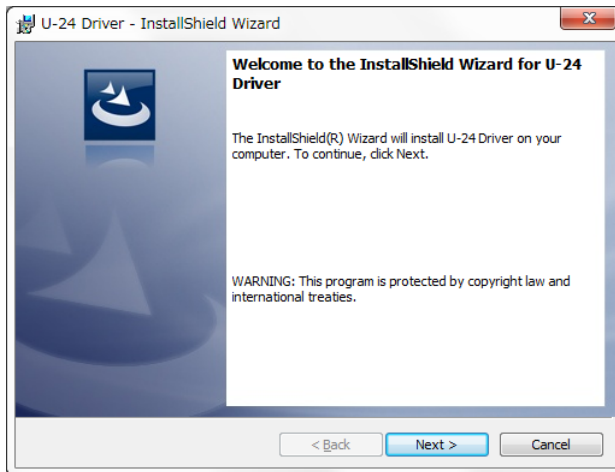 U-24 Driver - InstallShield Wizard
Welcome to the InstallShield Wizard for U-24
Driver
The InstallShield(R) Wizard will install U-24 Driver on your
computer. To continue, click Next.
WARNING: This program is protected by copyright law and
international treaties.
< Back
Next >
Cancel